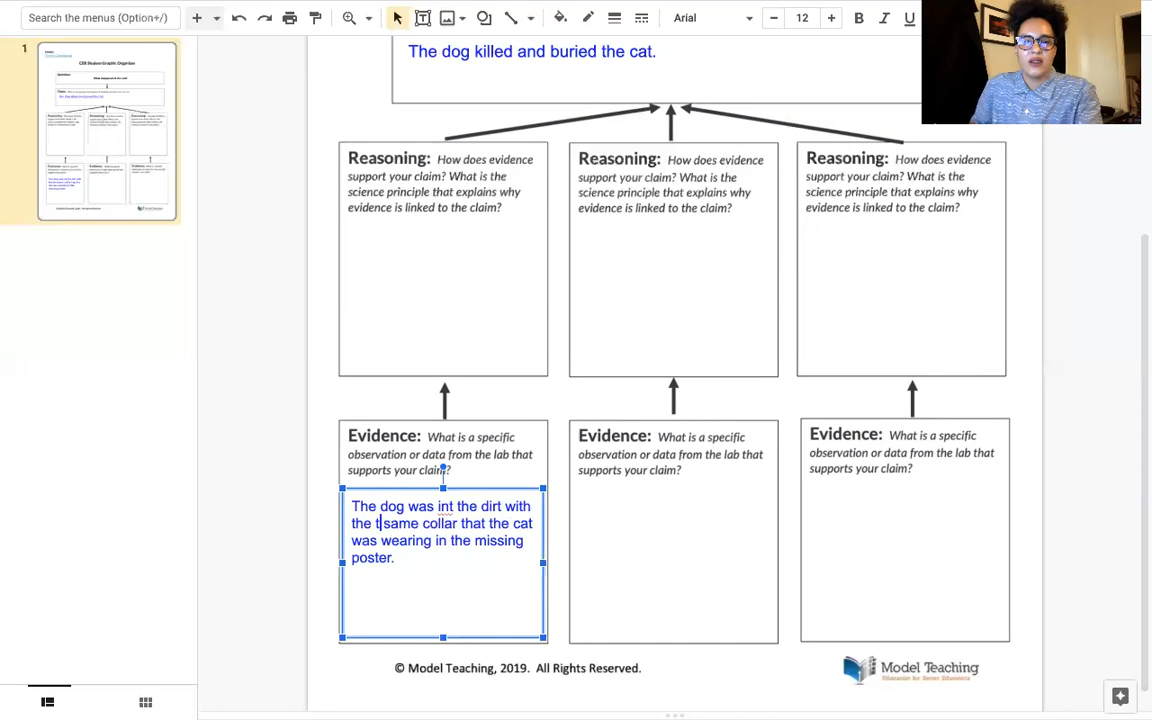 Search the menus (Option+/)
Arial
12
B
I
U
1
The dog killed and buried the cat.
Reasoning: How does evidence
support your claim? What is the
science principle that explains why
evidence is linked to the claim?
Reasoning: How does evidence
support your claim? What is the
science principle that explains why
evidence is linked to the claim?
Reasoning: How does evidence
support your claim? What is the
science principle that explains why
evidence is linked to the claim?
Evidence: What is a specific
observation or data from the lab that
supports your claim?
The dog was int the dirt with
the tsame collar that the cat
was wearing in the missing
poster.
Evidence: What is a specific
observation or data from the lab that
supports your claim?
Evidence: What is a specific
observation or data from the lab that
supports your claim?
© Model Teaching, 2019. All Rights Reserved.
Model Teaching